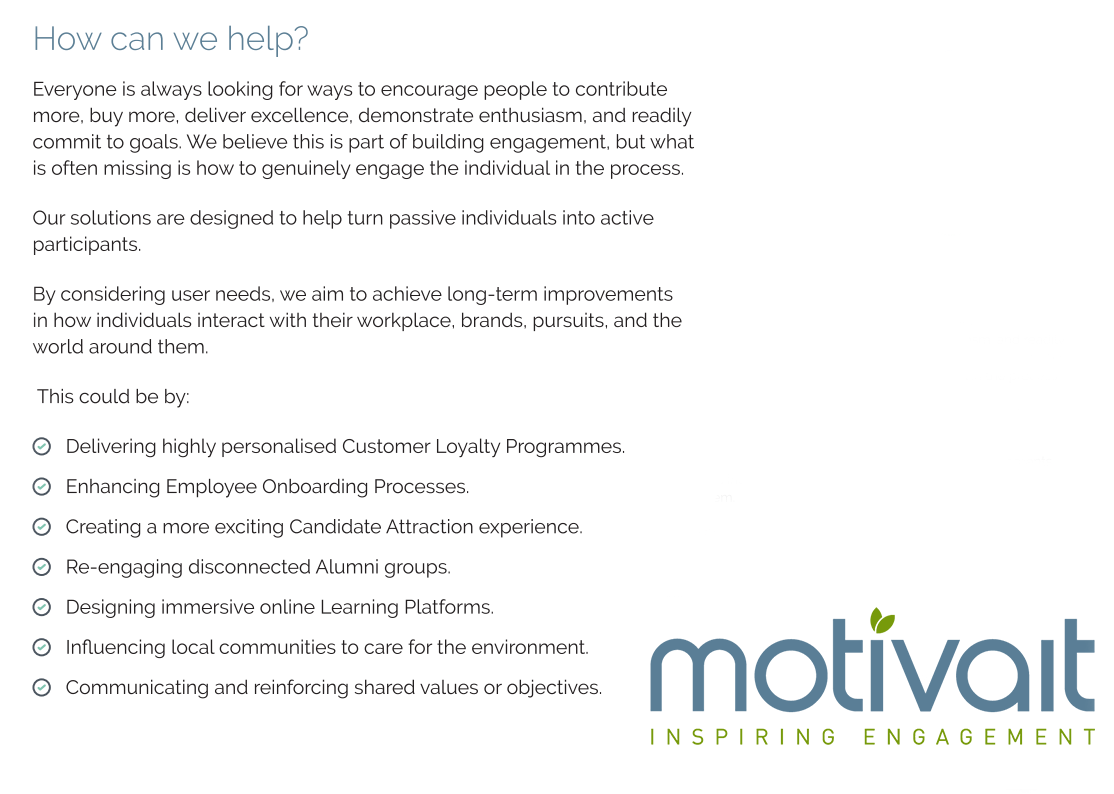 How can we help?
Everyone is always looking for ways to encourage people to contribute
more, buy more, deliver excellence, demonstrate enthusiasm, and readily
commit to goals. We believe this is part of building engagement, but what
is often missing is how to genuinely engage the individual in the process.
Our solutions are designed to help turn passive individuals into active
participants.
By considering user needs, we aim to achieve long-term improvements
in how individuals interact with their workplace, brands, pursuits, and the
world around them.
This could be by:
Delivering highly personalised Customer Loyalty Programmes.
Enhancing Employee Onboarding Processes.
Creating a more exciting Candidate Attraction experience.
Re-engaging disconnected Alumni groups.
Designing immersive online Learning Platforms.
Influencing local communities to care for the environment.
Communicating and reinforcing shared values or objectives.
motivait
INSPIRING ENGAGEMENT